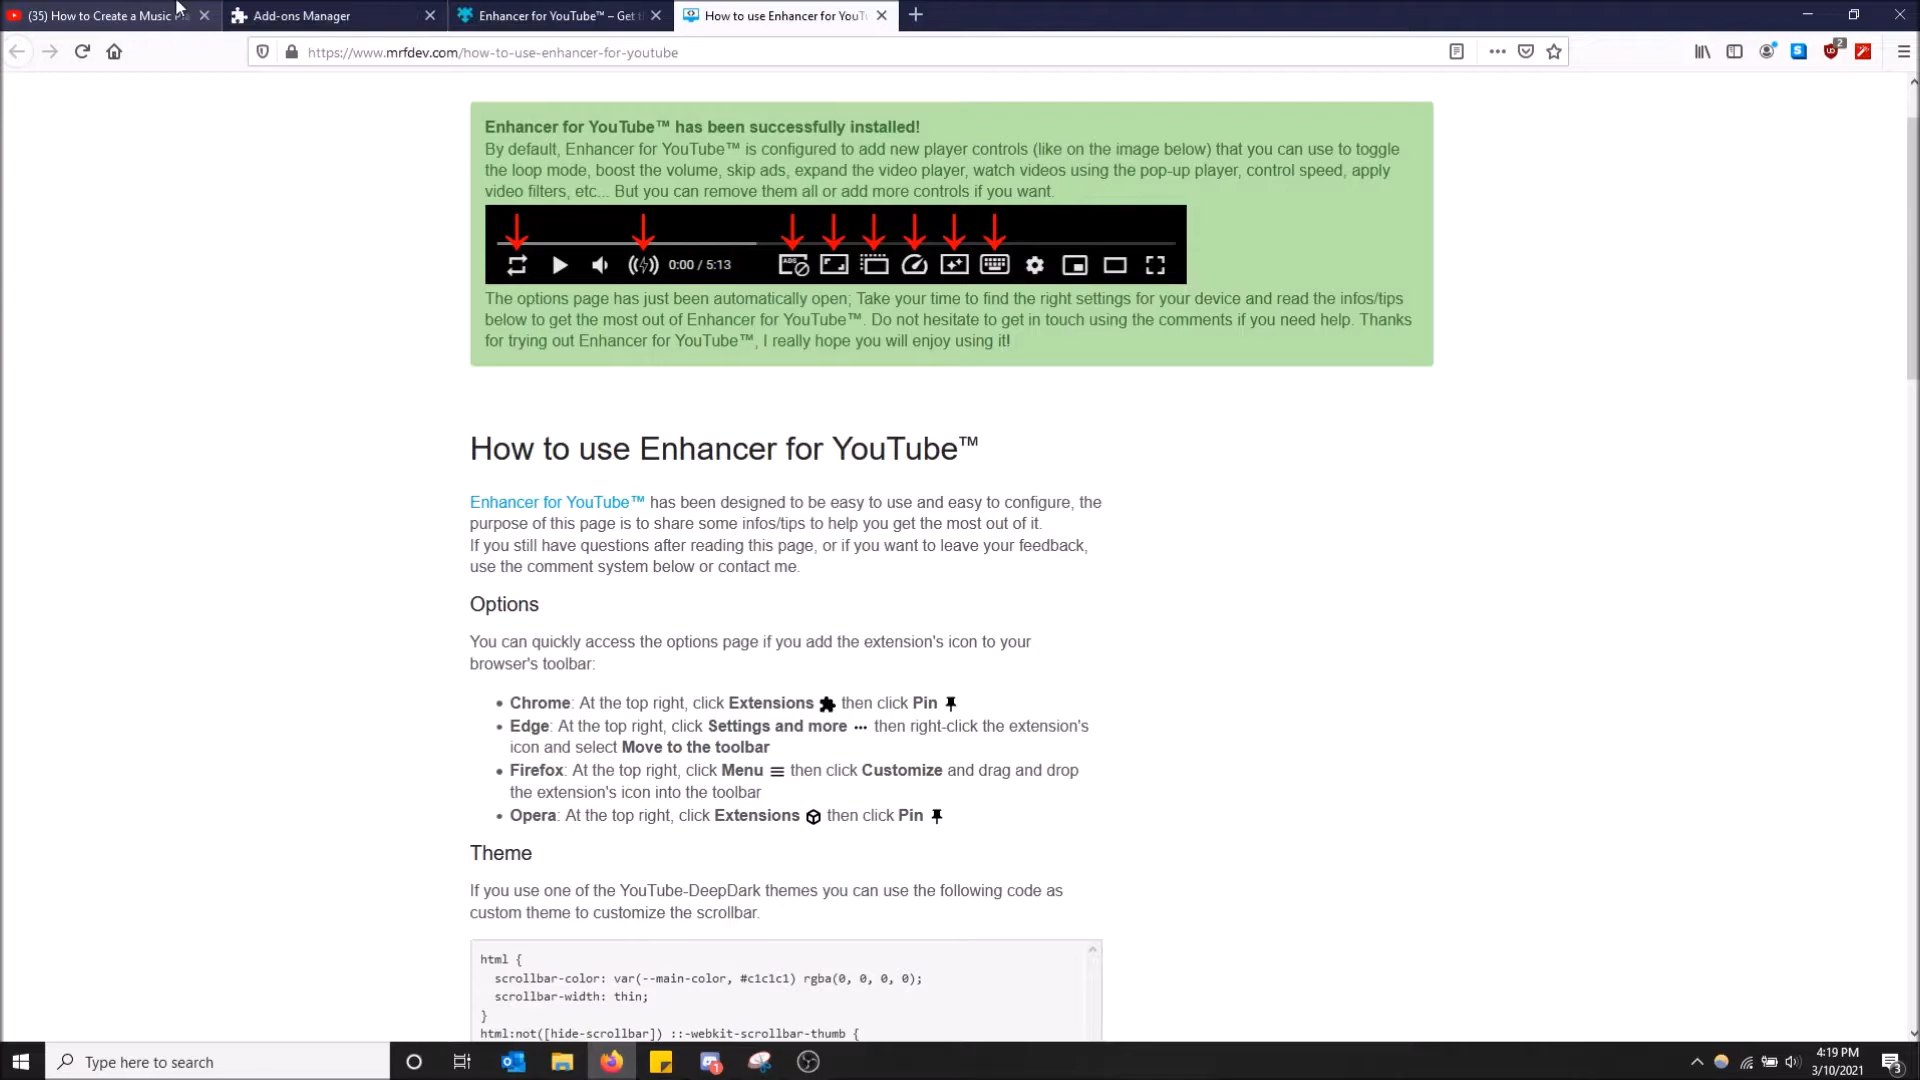 (35) How to Create a Music
Add-ons Manager
Enhancer for YouTube™ – Get t
How to use Enhancer for YouT
https://www.mrfdev.com/how-to-use-enhancer-for-youtube
2
Enhancer for YouTube™ has been successfully installed!
By default, Enhancer for YouTube™ is configured to add new player controls (like on the image below) that you can use to toggle
the loop mode, boost the volume, skip ads, expand the video player, watch videos using the pop-up player, control speed, apply
video filters, etc... But you can remove them all or add more controls if you want.
ADS
0:00 / 5:13
The options page has just been automatically open; Take your time to find the right settings for your device and read the infos/tips
below to get the most out of Enhancer for YouTube™. Do not hesitate to get in touch using the comments if you need help. Thanks
for trying out Enhancer for YouTube™, I really hope you will enjoy using it!
How to use Enhancer for YouTube™
Enhancer for YouTube™ has been designed to be easy to use and easy to configure, the
purpose of this page is to share some infos/tips to help you get the most out of it.
If you still have questions after reading this page, or if you want to leave your feedback,
use the comment system below or contact me.
Options
You can quickly access the options page if you add the extension's icon to your
browser's toolbar:
• Chrome: At the top right, click Extensions then click Pin
• Edge: At the top right, click Settings and more ••• then right-click the extension's
icon and select Move to the toolbar
• Firefox: At the top right, click Menu ≡ then click Customize and drag and drop
the extension's icon into the toolbar
• Opera: At the top right, click Extensions then click Pin
Theme
If you use one of the YouTube-DeepDark themes you can use the following code as
custom theme to customize the scrollbar.
html {
scrollbar-color: var(--main-color, #c1c1c1) rgba(0, 0, 0, 0);
scrollbar-width: thin;
}
html:not([hide-scrollbar]) ::-webkit-scrollbar-thumb {
Type here to search
1
4:19 PM
3/10/2021
3